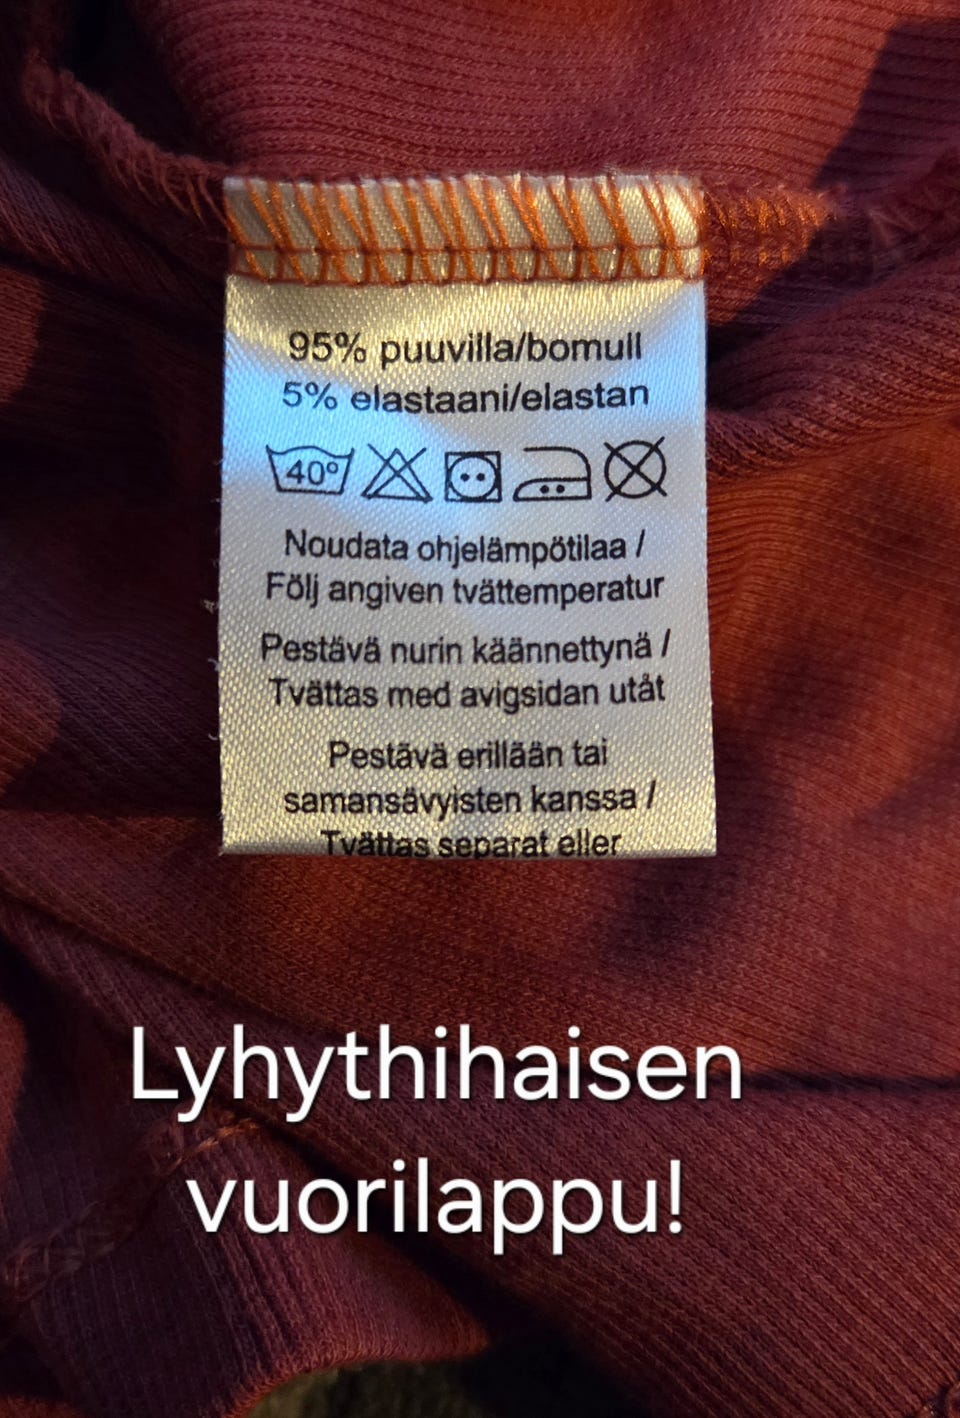 95% puuvilla/bomull
5% elastaani/elastan
40°
Noudata ohjelämpötilaa /
Följ angiven tvättemperatur
Pestävä nurin käännettynä /
Tvättas med avigsidan utåt
Pestävä erillään tai
samansävyisten kanssa /
Tvättas separat eller
Lyhythihaisen
vuorilappu!